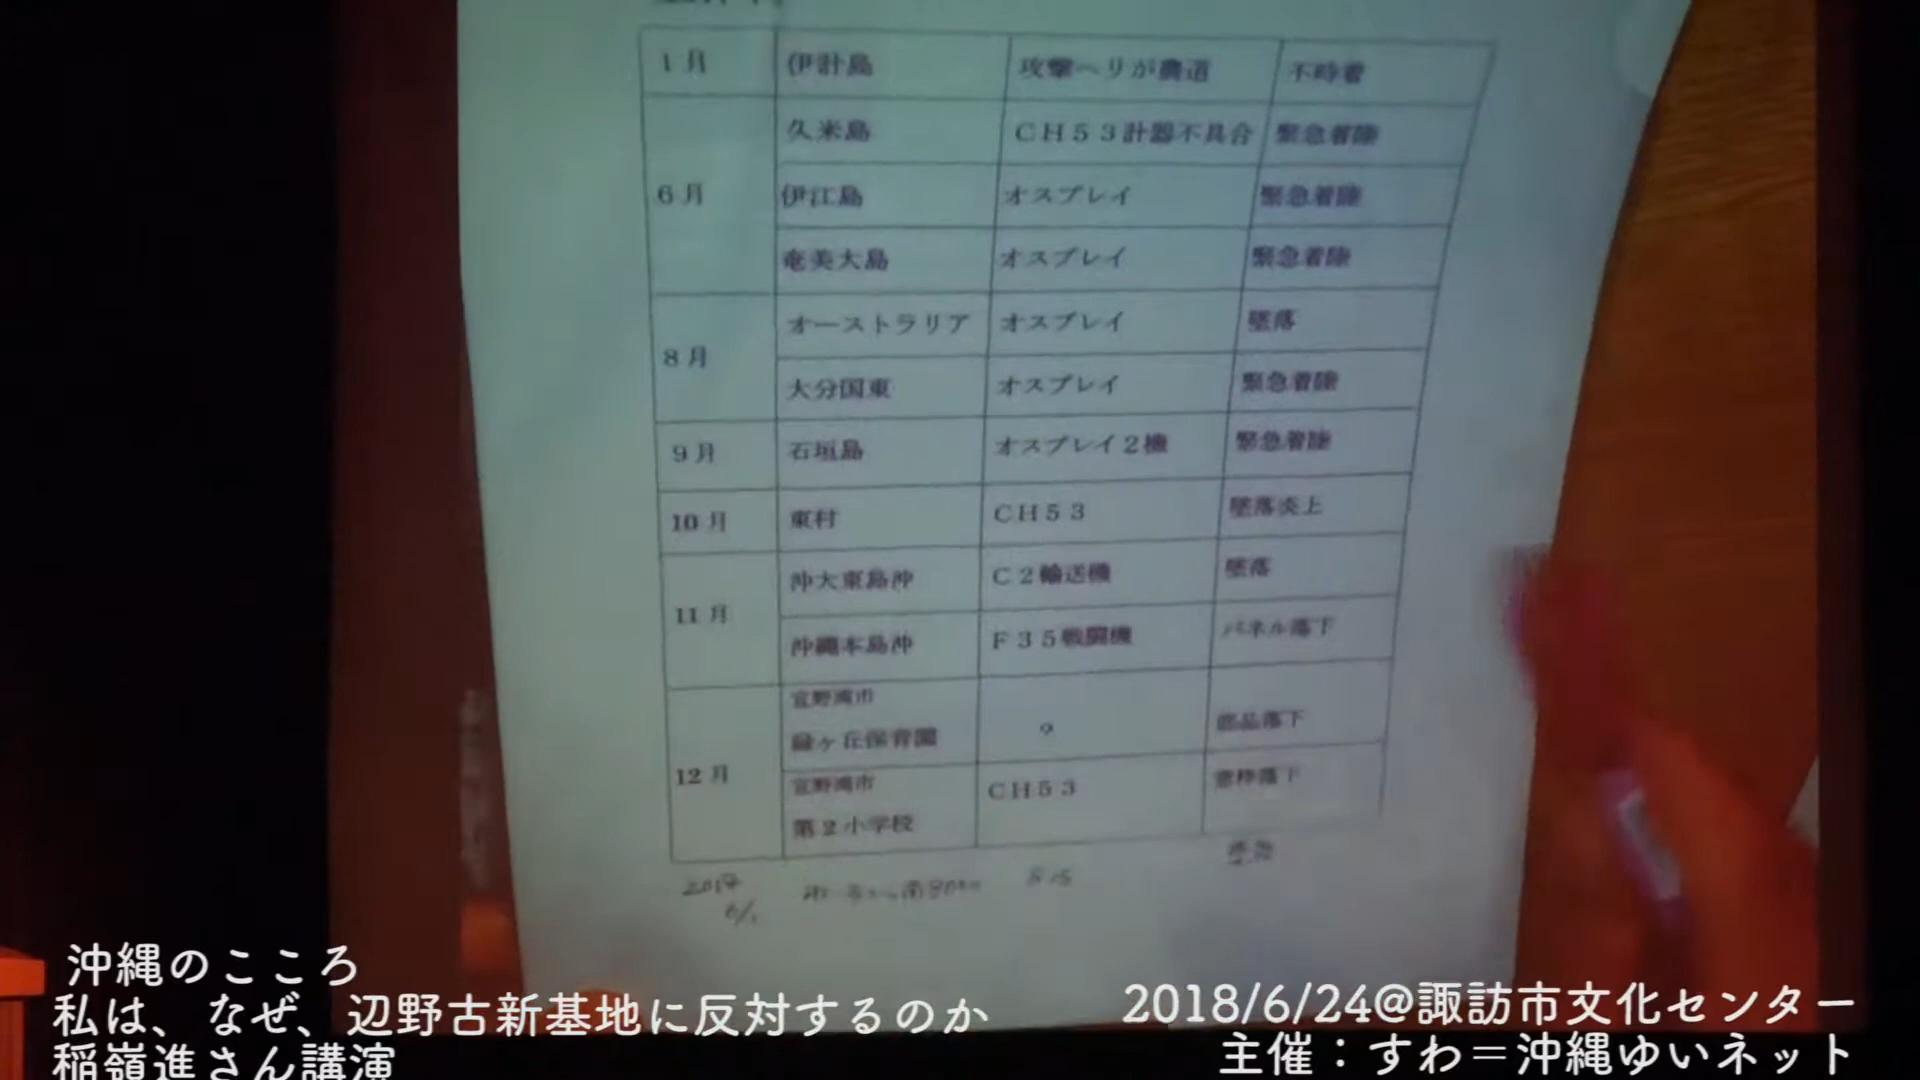 1月 伊計島 攻撃ヘリが農道 不時着
6月 久米島 CH53計器不具合 緊急着陸
伊江島 オスプレイ 緊急着陸
奄美大島 オスプレイ 緊急着陸
8月 オーストラリア オスプレイ 墜落
大分国東 オスプレイ 緊急着陸
9月 石垣島 オスプレイ2機 緊急着陸
10月 東村 CH53 墜落炎上
11月 沖大東島沖 C2輸送機 墜落
沖縄本島沖 F35戦闘機 パネル落下
12月 宜野湾市
緑ヶ丘保育園 ? 部品落下
宜野湾市
第2小学校 CH53 窓枠落下
沖縄のこころ
私は、なぜ、辺野古新基地に反対するのか
稲嶺進さん講演
2018/6/24@諏訪市文化センター
主催：すわ＝沖縄ゆいネット